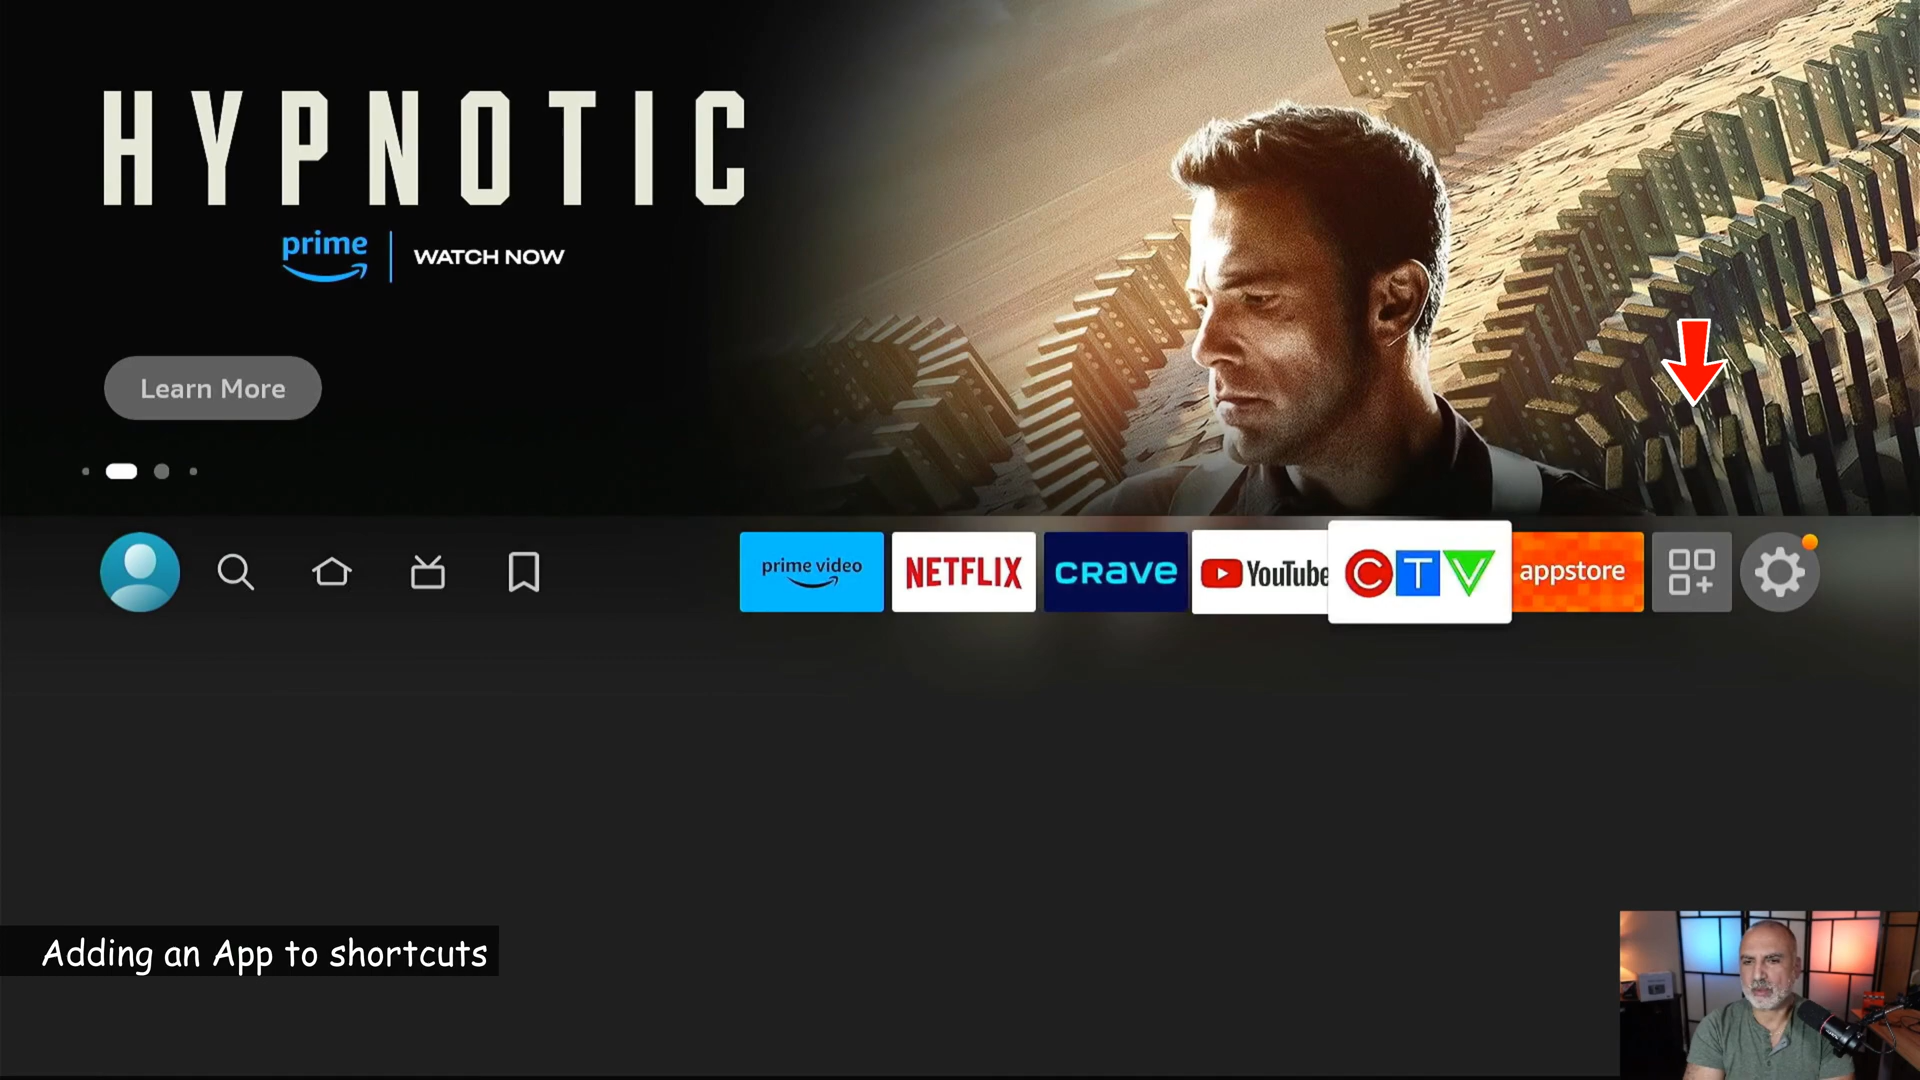 HYPNOTIC
prime | WATCH NOW
Learn More
prime video NETFLIX CRAVE YouTube CTV appstore
Adding an App to shortcuts